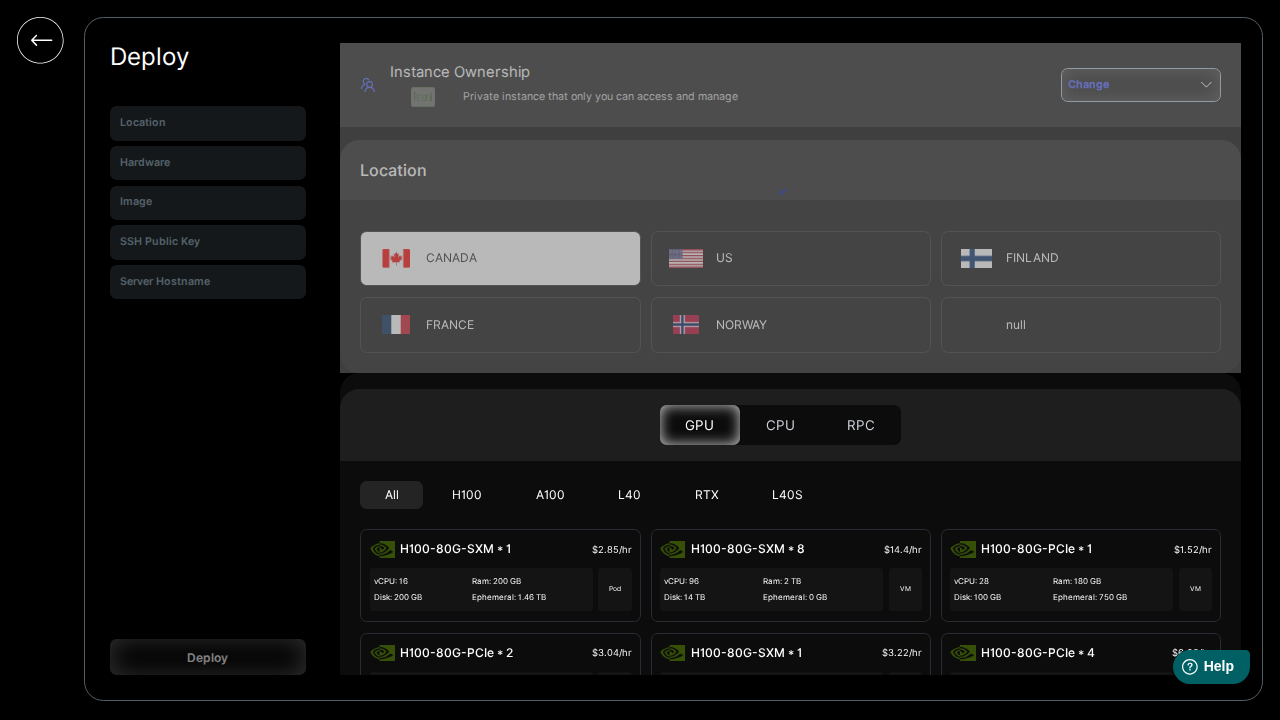 Deploy
Location
Hardware
Image
SSH Public Key
Server Hostname
Deploy
Instance Ownership
Private instance that only you can access and manage
Change
Location
CANADA
US
FINLAND
FRANCE
NORWAY
null
GPU
CPU
RPC
All
H100
A100
L40
RTX
L40S
H100-80G-SXM * 1
$2.85/hr
vCPU: 16
Ram: 200 GB
Disk: 200 GB
Ephemeral: 1.46 TB
Pod
H100-80G-SXM * 8
$14.4/hr
vCPU: 96
Ram: 2 TB
Disk: 14 TB
Ephemeral: 0 GB
VM
H100-80G-PCIe * 1
$1.52/hr
vCPU: 28
Ram: 180 GB
Disk: 100 GB
Ephemeral: 750 GB
VM
H100-80G-PCIe * 2
$3.04/hr
H100-80G-SXM * 1
$3.22/hr
H100-80G-PCIe * 4
Help